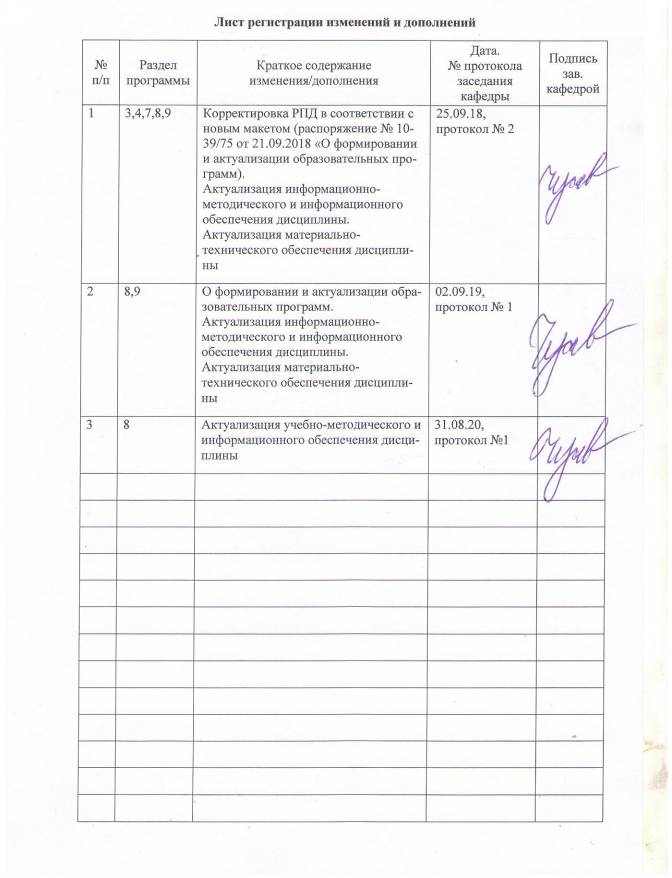 Лист регистрации изменений и дополнений
№ п/п
Раздел программы
Краткое содержание изменения/дополнения
Дата. № протокола заседания кафедры
Подпись зав. кафедрой
1
3,4,7,8,9
Корректировка РПД в соответствии с
новым макетом (распоряжение № 10-
39/75 от 21.09.2018 «О формировании
и актуализации образовательных про-
грамм).
Актуализация информационно-
методического и информационного
обеспечения дисциплины.
Актуализация материально-
технического обеспечения дисципли-
ны
25.09.18,
протокол № 2
2
8,9
О формировании и актуализации обра-
зовательных программ.
Актуализация информационно-
методического и информационного
обеспечения дисциплины.
Актуализация материально-
технического обеспечения дисципли-
ны
02.09.19,
протокол № 1
3
8
Актуализация учебно-методического и
информационного обеспечения дисци-
плины
31.08.20,
протокол №1